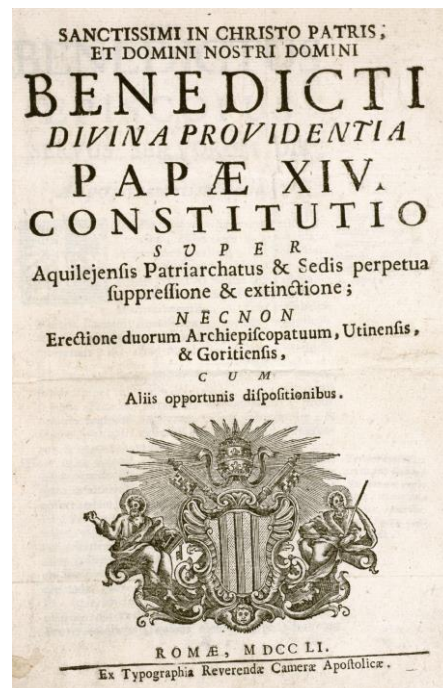 SANCTISSIMI IN CHRISTO PATRIS,
ET DOMINI NOSTRI DOMINI
BENEDICTI
DIVINA PROVIDENTIA
PAPÆ XIV.
CONSTITUTIO
SUPER
Aquilejenſis Patriarchatus & Sedis perpetua
ſuppreſſione & extinctione;
NECNON
Erectione duorum Archiepiſcopatuum, Utinenſis,
& Goritienſis,
CUM
Aliis opportunis diſpoſitionibus.
ROMÆ, MDCCLI.
Ex Typographia Reverendæ Cameræ Apoſtolicæ.